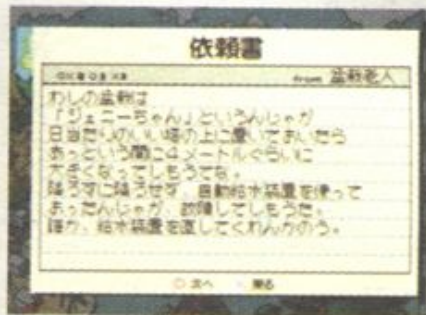 依頼書
from 盆栽老人
わしの盆栽は
「ジェニーちゃん」というんじゃが
日当たりのいい塔の上に置いておいたら
あっという間に4メートルぐらいに
大きくなってしもうてな。
降ろすに降ろせず、自動給水装置を使って
おったんじゃが、故障してしもうた。
誰か、給水装置を直してくれんかのう。
○ 次へ × 戻る